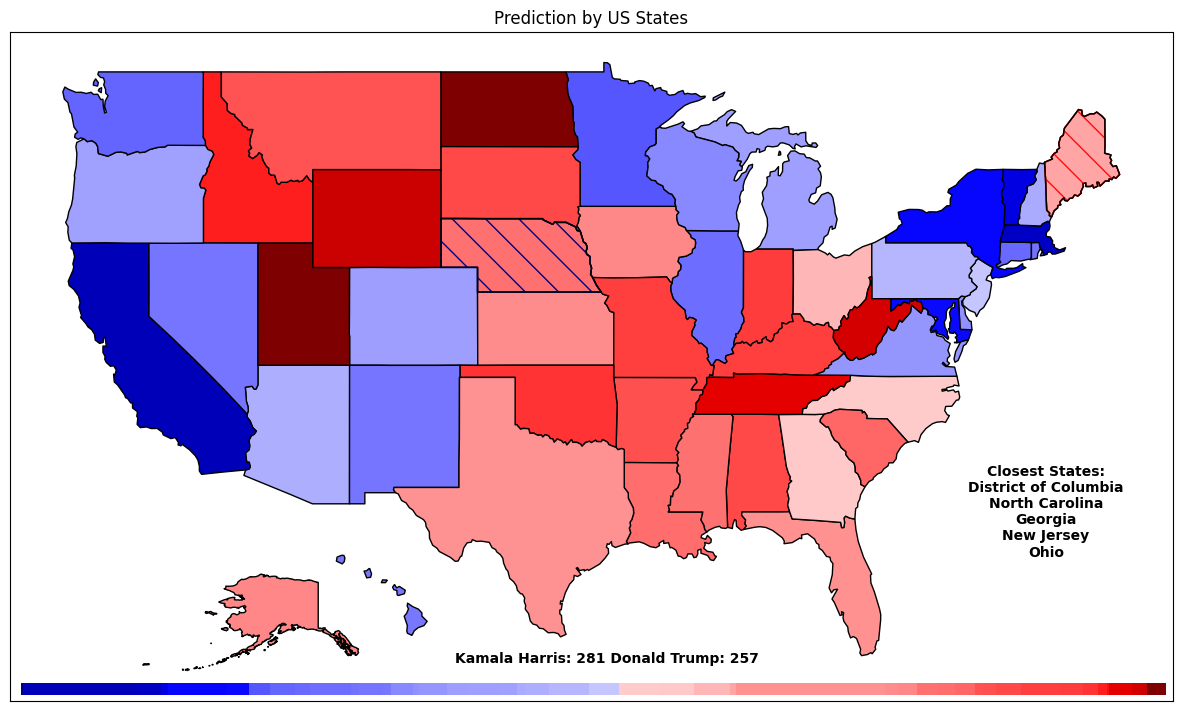 Prediction by US States
Closest States:
District of Columbia
North Carolina
Georgia
New Jersey
Ohio
Kamala Harris: 281 Donald Trump: 257